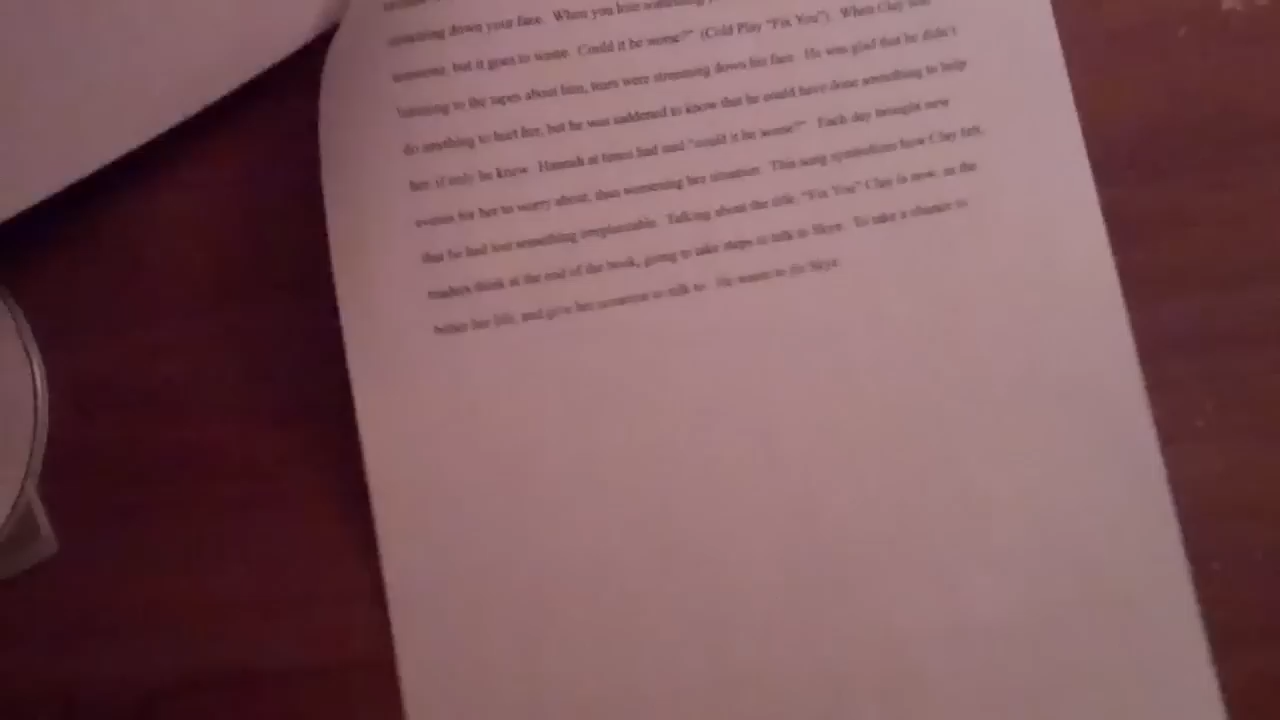 streaming down your face. When you lose something
someone, but it goes to waste. Could it be worse?" (Cold Play "Fix You"). When Clay was
listening to the tapes about him, tears were streaming down his face. He was glad that he didn't
do anything to hurt her, but he was saddened to know that he could have done something to help
her, if only he knew. Hannah at times had said "could it be worse?" Each day brought new
events for her to worry about, thus worsening her situation. This song symbolizes how Clay felt,
that he had lost something irreplaceable. Talking about the title, "Fix You" Clay is now, as the
readers think at the end of the book, going to take steps to talk to Skye. To take a chance to
better her life, and give her someone to talk to. He wants to fix Skye.